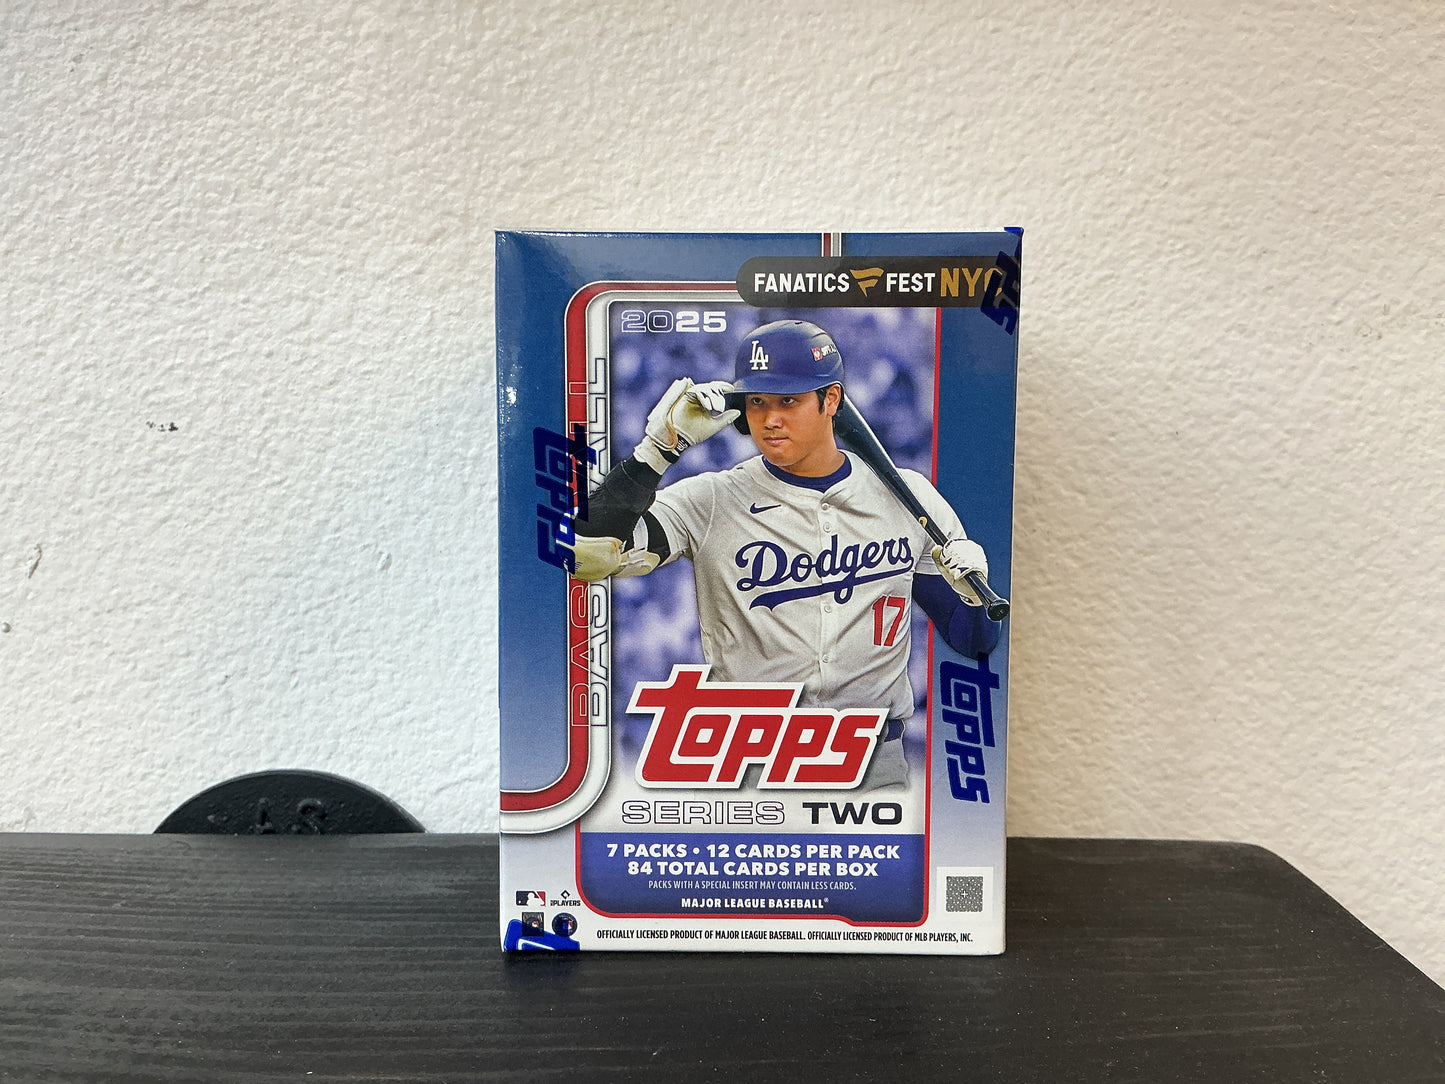 FANATICS FEST NYC
2025
LA
BASEBALL
topps
Dodgers
17
topps
topps
SERIES TWO
7 PACKS • 12 CARDS PER PACK
84 TOTAL CARDS PER BOX
PACKS WITH A SPECIAL INSERT MAY CONTAIN LESS CARDS.
MAJOR LEAGUE BASEBALL®
PLAYERS
OFFICIALLY LICENSED PRODUCT OF MAJOR LEAGUE BASEBALL. OFFICIALLY LICENSED PRODUCT OF MLB PLAYERS, INC.